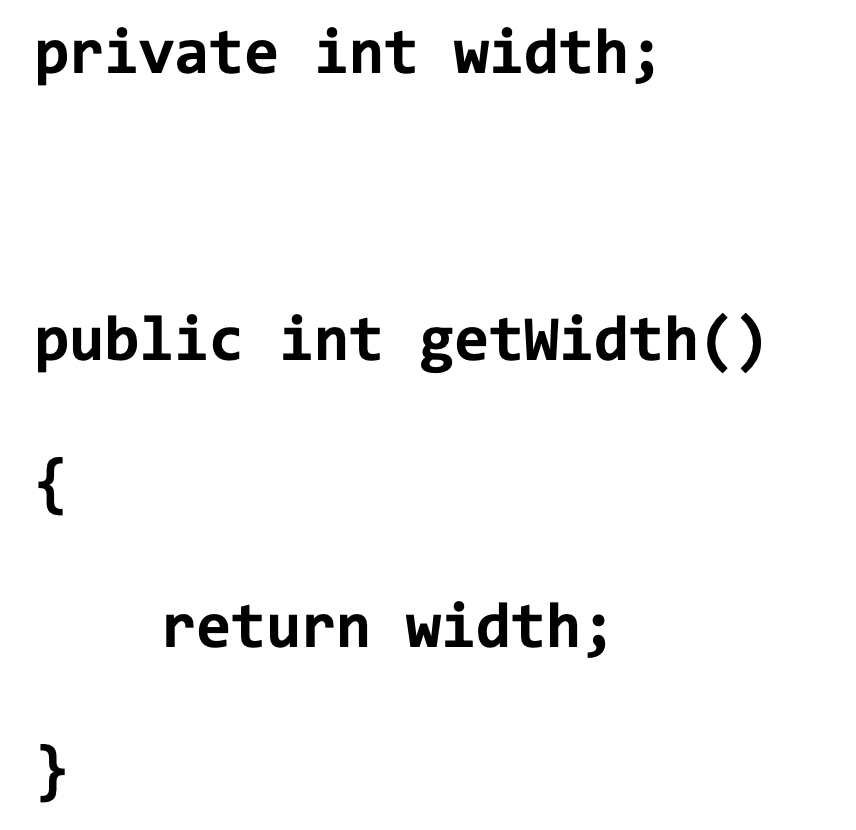 private int width;
public int getWidth()
{
    return width;
}